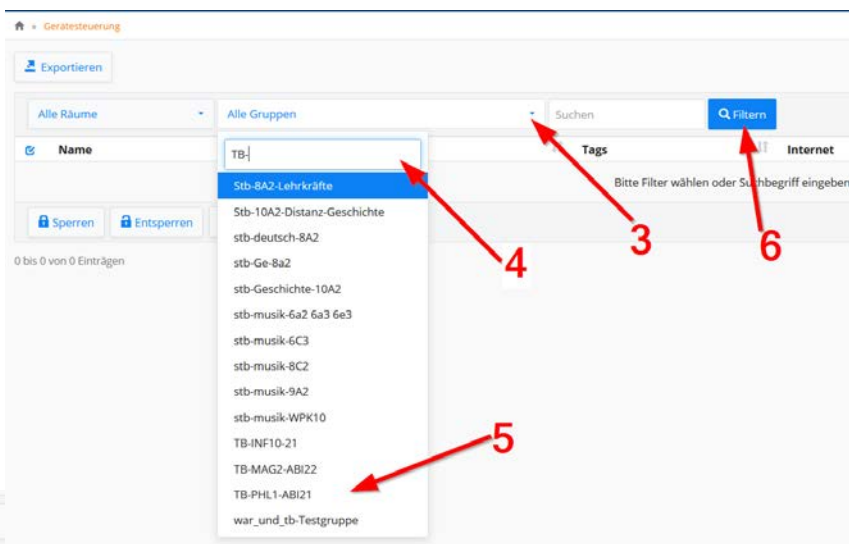 » Gerätesteuerung
Exportieren
Alle Räume Alle Gruppen Suchen Filtern
Name Tags Internet
TB-
Bitte Filter wählen oder Suchbegriff eingeben
Stb-8A2-Lehrkräfte
Stb-10A2-Distanz-Geschichte
Sperren Entsperren
stb-deutsch-8A2
stb-Ge-8a2
0 bis 0 von 0 Einträgen
stb-Geschichte-10A2
stb-musik-6a2 6a3 6e3
stb-musik-6C3
stb-musik-8C2
stb-musik-9A2
stb-musik-WPK10
TB-INF10-21
TB-MAG2-ABI22
TB-PHL1-ABI21
war_und_tb-Testgruppe
3
4
5
6